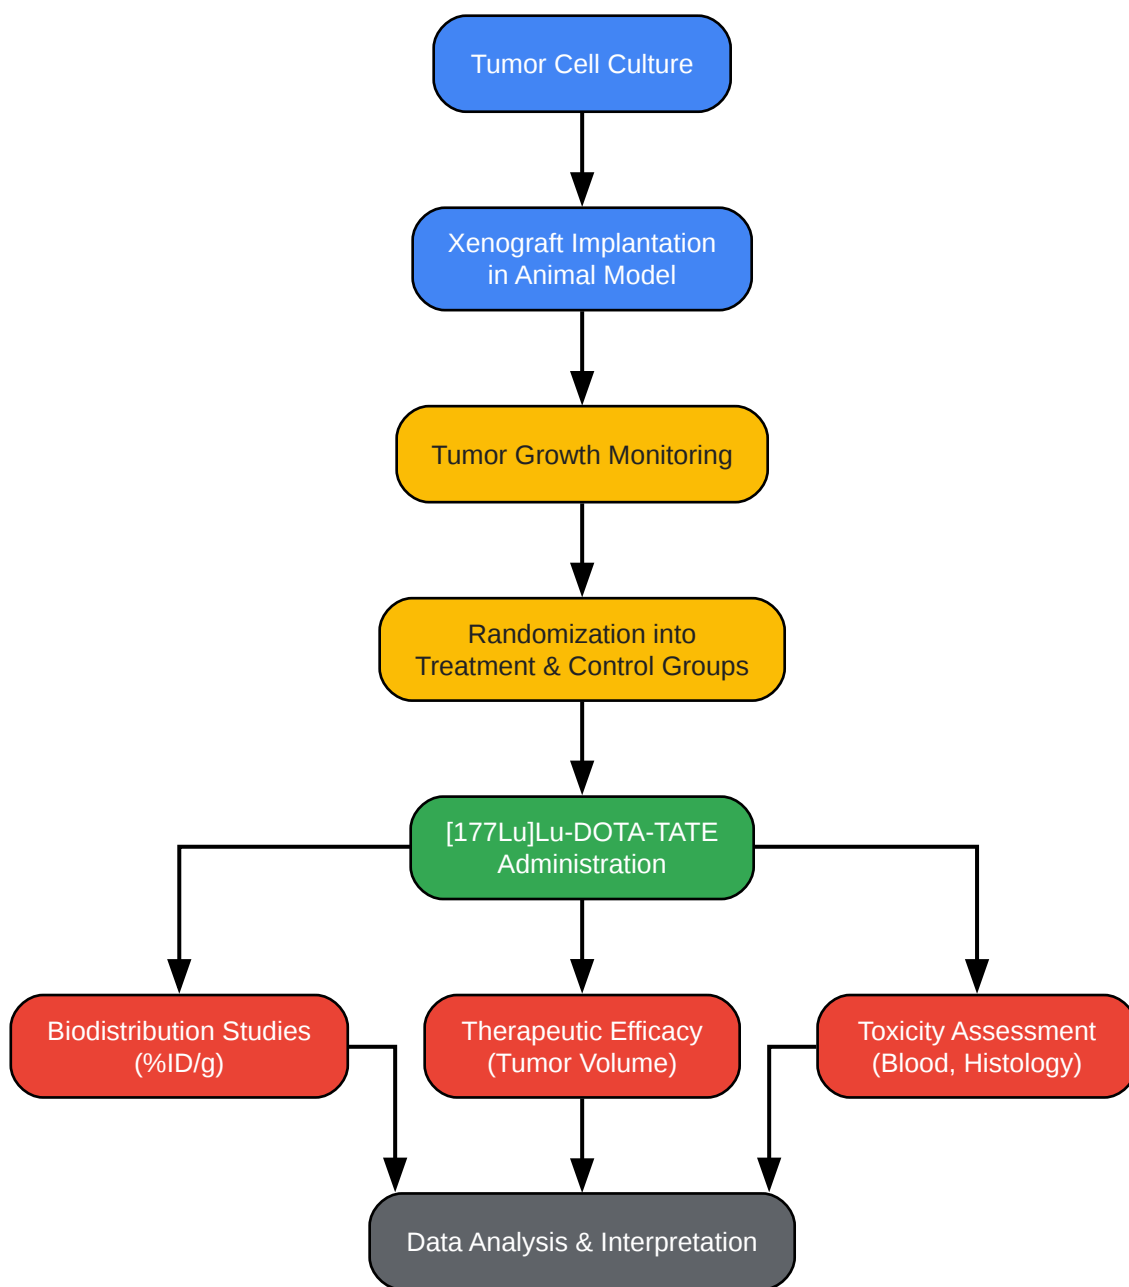 Tumor Cell Culture
Xenograft Implantation
in Animal Model
Tumor Growth Monitoring
Randomization into
Treatment & Control Groups
[177Lu]Lu-DOTA-TATE
Administration
Biodistribution Studies
(%ID/g)
Therapeutic Efficacy
(Tumor Volume)
Toxicity Assessment
(Blood, Histology)
Data Analysis & Interpretation